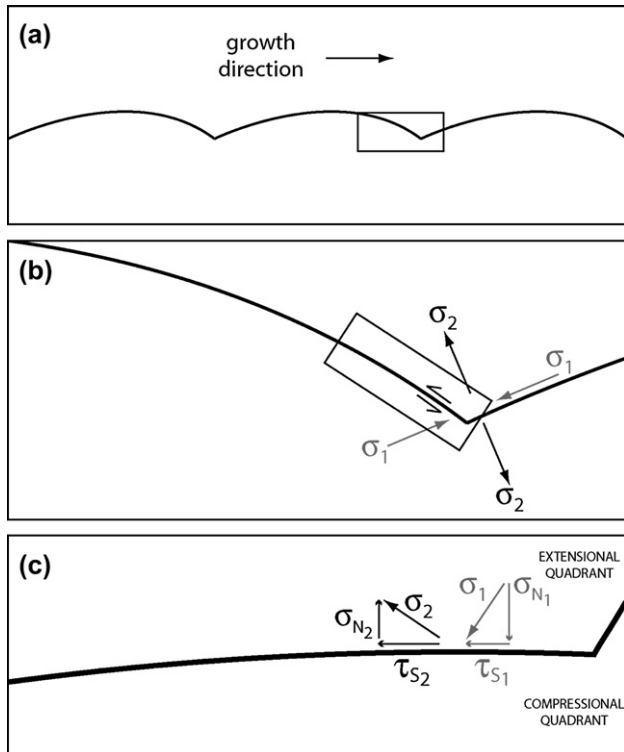 (a)
growth
direction
(b)
σ2
σ1
σ1
σ2
(c)
EXTENSIONAL
QUADRANT
σN2
σ2
σ1
σN1
τS2
τS1
COMPRESSIONAL
QUADRANT